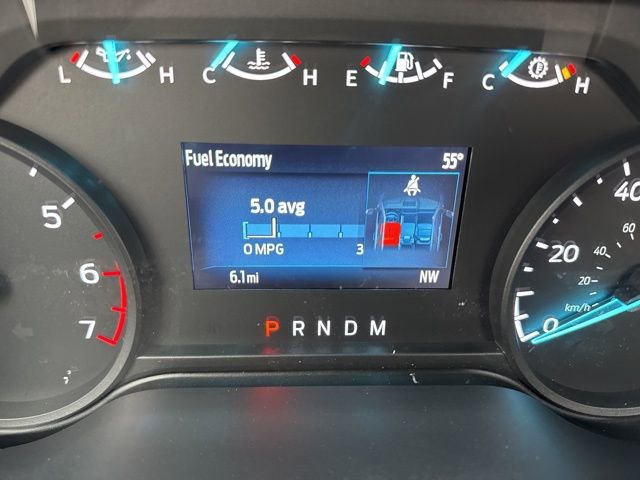 L H C H E F C H
Fuel Economy 55°
5.0 avg
0 MPG 3
6.1 mi NW
P R N D M
5
6
7
40
60
20
40
20
km/h
0